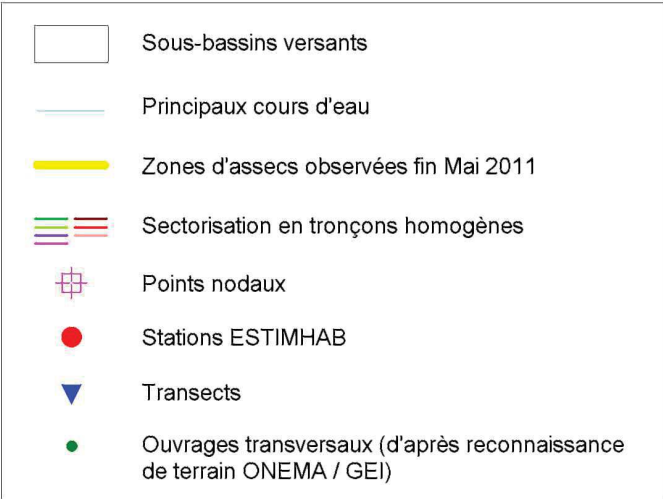 Sous-bassins versants
Principaux cours d'eau
Zones d'assecs observées fin Mai 2011
Sectorisation en tronçons homogènes
Points nodaux
Stations ESTIMHAB
Transects
Ouvrages transversaux (d'après reconnaissance
de terrain ONEMA / GEI)